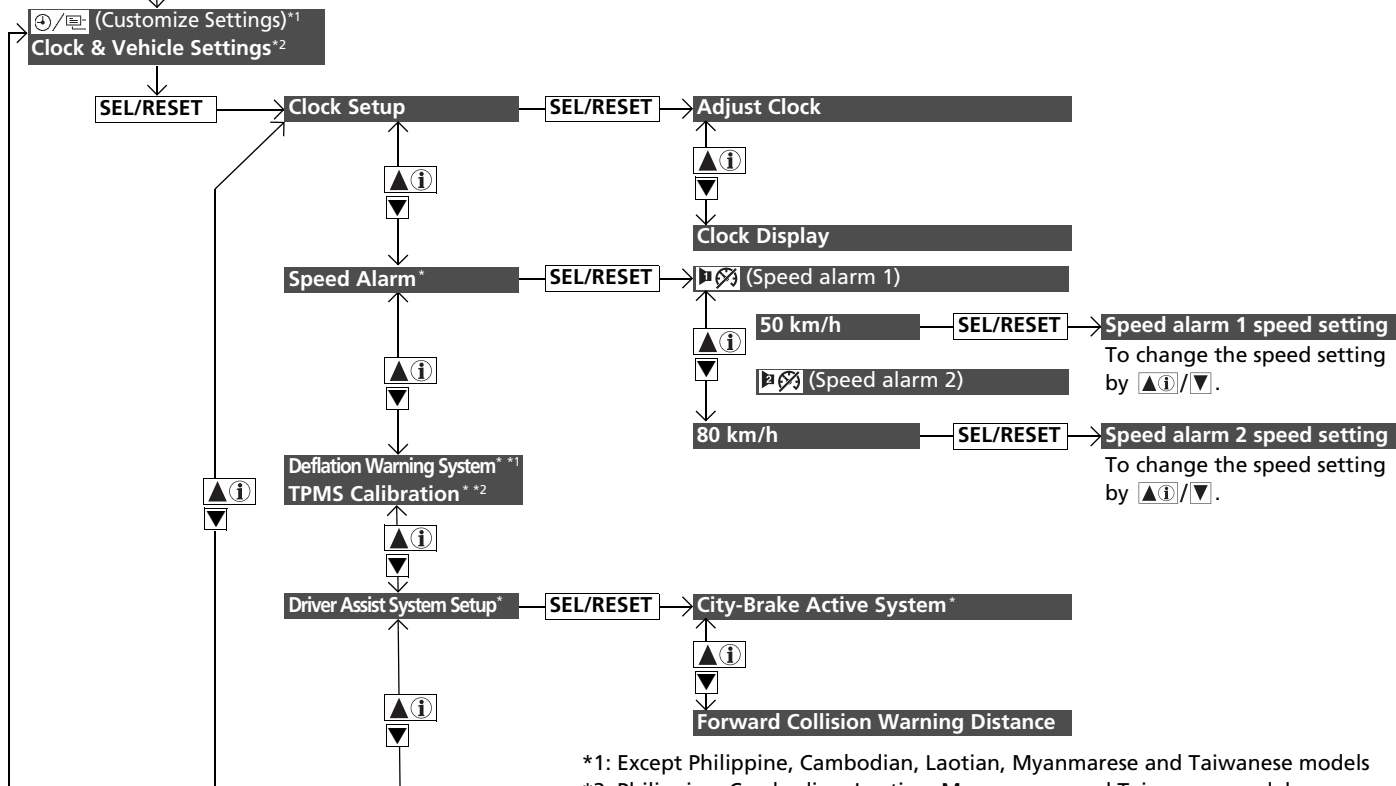 (Customize Settings)*1
Clock & Vehicle Settings*2
SEL/RESET
Clock Setup
SEL/RESET
Adjust Clock
Clock Display
Speed Alarm*
SEL/RESET
(Speed alarm 1)
50 km/h
SEL/RESET
Speed alarm 1 speed setting
To change the speed setting
by ▲ⓘ/▼.
(Speed alarm 2)
80 km/h
SEL/RESET
Speed alarm 2 speed setting
To change the speed setting
by ▲ⓘ/▼.
Deflation Warning System* *1
TPMS Calibration* *2
Driver Assist System Setup*
SEL/RESET
City-Brake Active System*
Forward Collision Warning Distance
*1: Except Philippine, Cambodian, Laotian, Myanmarese and Taiwanese models